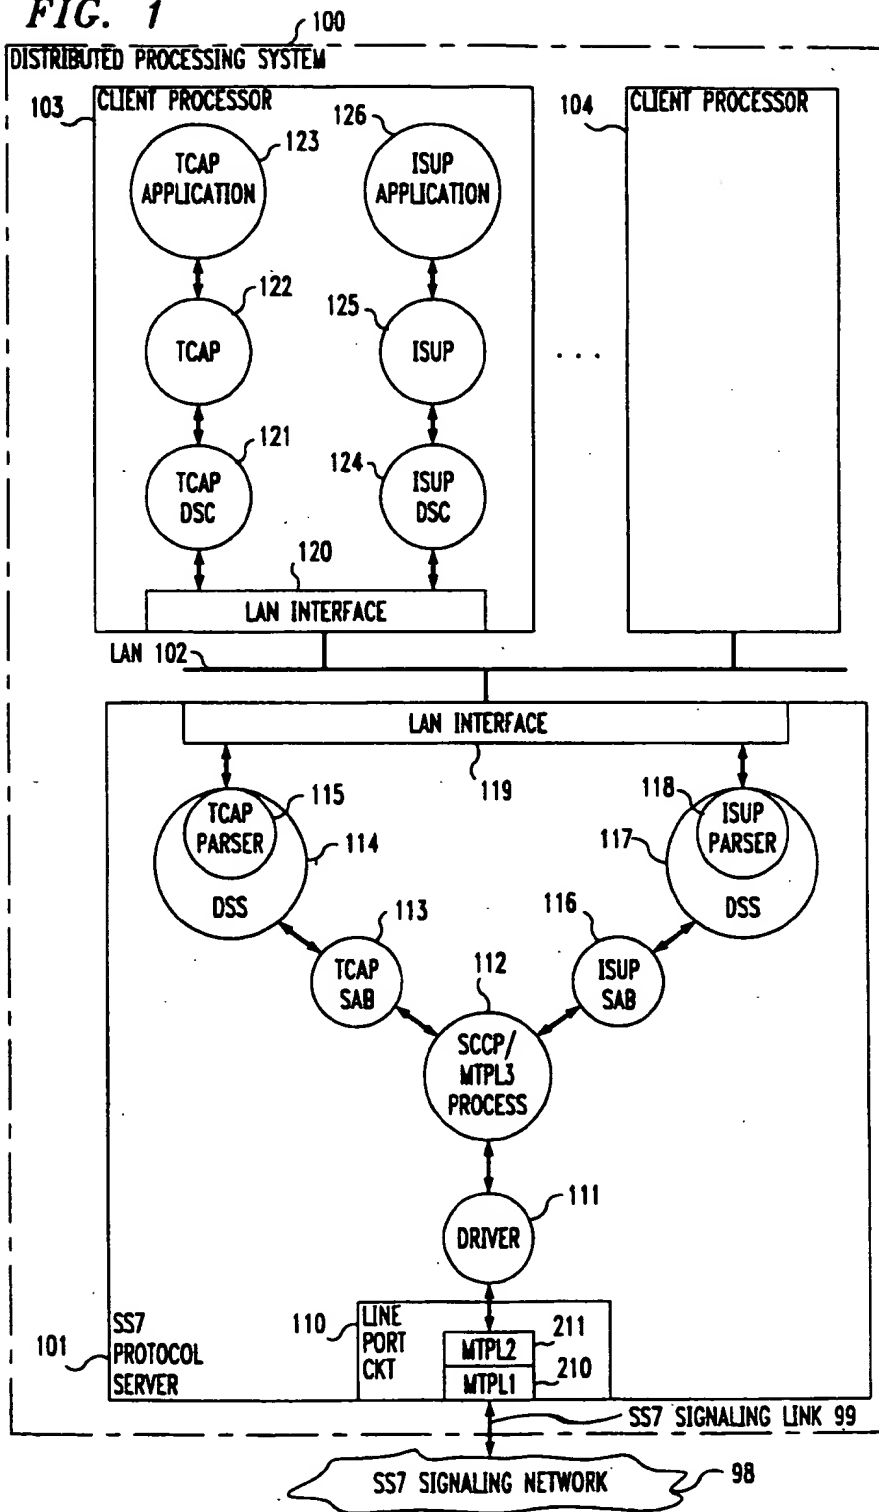 FIG. 1
100
DISTRIBUTED PROCESSING SYSTEM
103
CLIENT PROCESSOR
104
CLIENT PROCESSOR
TCAP
APPLICATION
123
126
ISUP
APPLICATION
122
TCAP
125
ISUP
. . .
121
TCAP
DSC
124
ISUP
DSC
120
LAN INTERFACE
LAN 102
LAN INTERFACE
119
TCAP
PARSER
115
114
DSS
118
ISUP
PARSER
117
DSS
113
TCAP
SAB
116
ISUP
SAB
112
SCCP/
MTPL3
PROCESS
111
DRIVER
110
LINE
PORT
CKT
211
MTPL2
210
MTPL1
101
SS7
PROTOCOL
SERVER
SS7 SIGNALING LINK 99
SS7 SIGNALING NETWORK
98